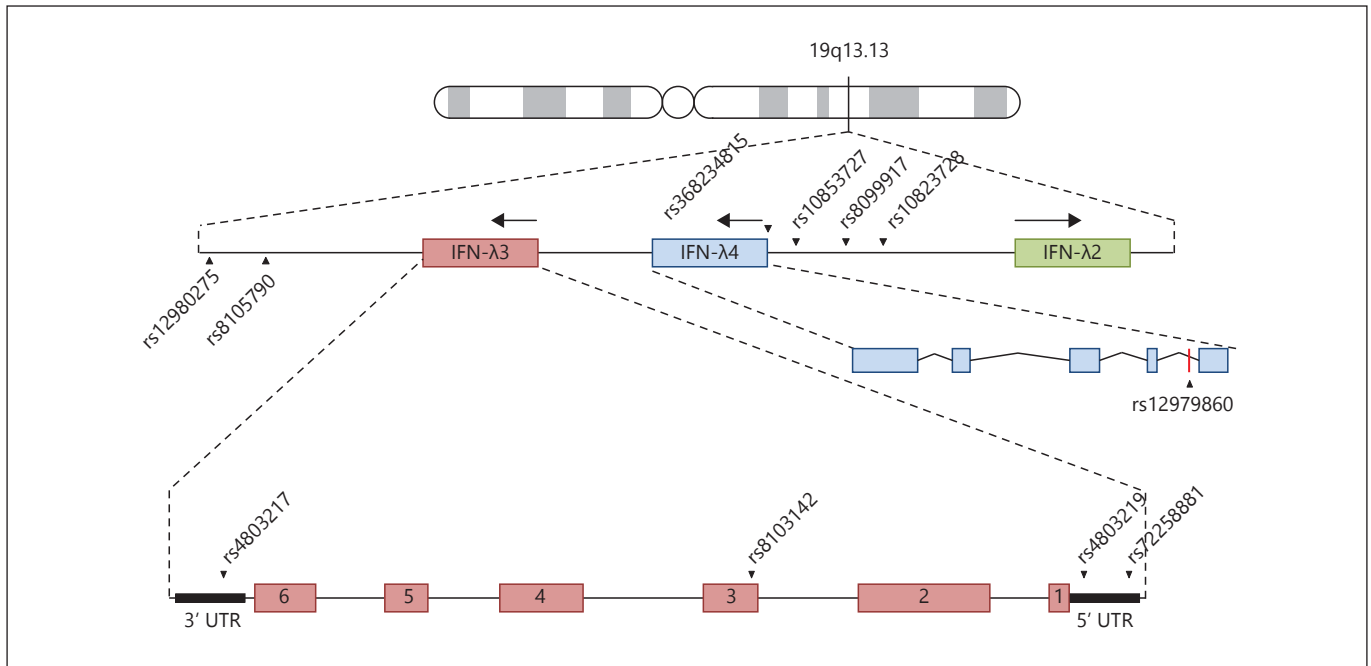 19q13.13
rs368234815
rs10853727
rs8099917
rs10823728
IFN-λ3
IFN-λ4
IFN-λ2
rs12980275
rs8105790
rs12979860
rs4803217
rs8103142
rs4803219
rs72258881
6
5
4
3
2
1
3′ UTR
5′ UTR